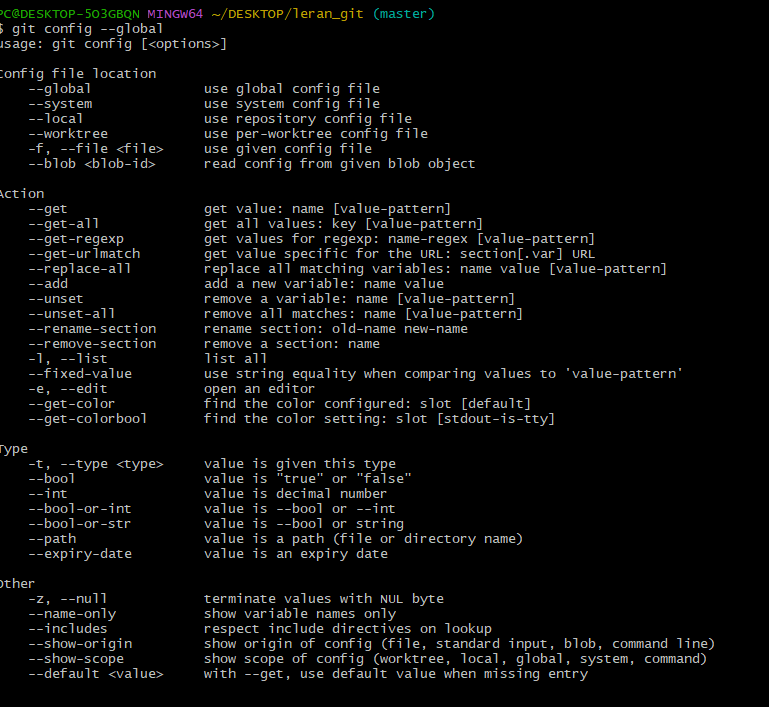 PC@DESKTOP-5O3GBQN MINGW64 ~/DESKTOP/leran_git (master)
$ git config --global
usage: git config [<options>]

Config file location
    --global              use global config file
    --system              use system config file
    --local               use repository config file
    --worktree            use per-worktree config file
    -f, --file <file>     use given config file
    --blob <blob-id>      read config from given blob object

Action
    --get                 get value: name [value-pattern]
    --get-all             get all values: key [value-pattern]
    --get-regexp          get values for regexp: name-regex [value-pattern]
    --get-urlmatch        get value specific for the URL: section[.var] URL
    --replace-all         replace all matching variables: name value [value-pattern]
    --add                 add a new variable: name value
    --unset               remove a variable: name [value-pattern]
    --unset-all           remove all matches: name [value-pattern]
    --rename-section      rename section: old-name new-name
    --remove-section      remove a section: name
    -l, --list            list all
    --fixed-value         use string equality when comparing values to 'value-pattern'
    -e, --edit            open an editor
    --get-color           find the color configured: slot [default]
    --get-colorbool       find the color setting: slot [stdout-is-tty]

Type
    -t, --type <type>     value is given this type
    --bool                value is "true" or "false"
    --int                 value is decimal number
    --bool-or-int         value is --bool or --int
    --bool-or-str         value is --bool or string
    --path                value is a path (file or directory name)
    --expiry-date         value is an expiry date

Other
    -z, --null            terminate values with NUL byte
    --name-only           show variable names only
    --includes            respect include directives on lookup
    --show-origin         show origin of config (file, standard input, blob, command line)
    --show-scope          show scope of config (worktree, local, global, system, command)
    --default <value>     with --get, use default value when missing entry